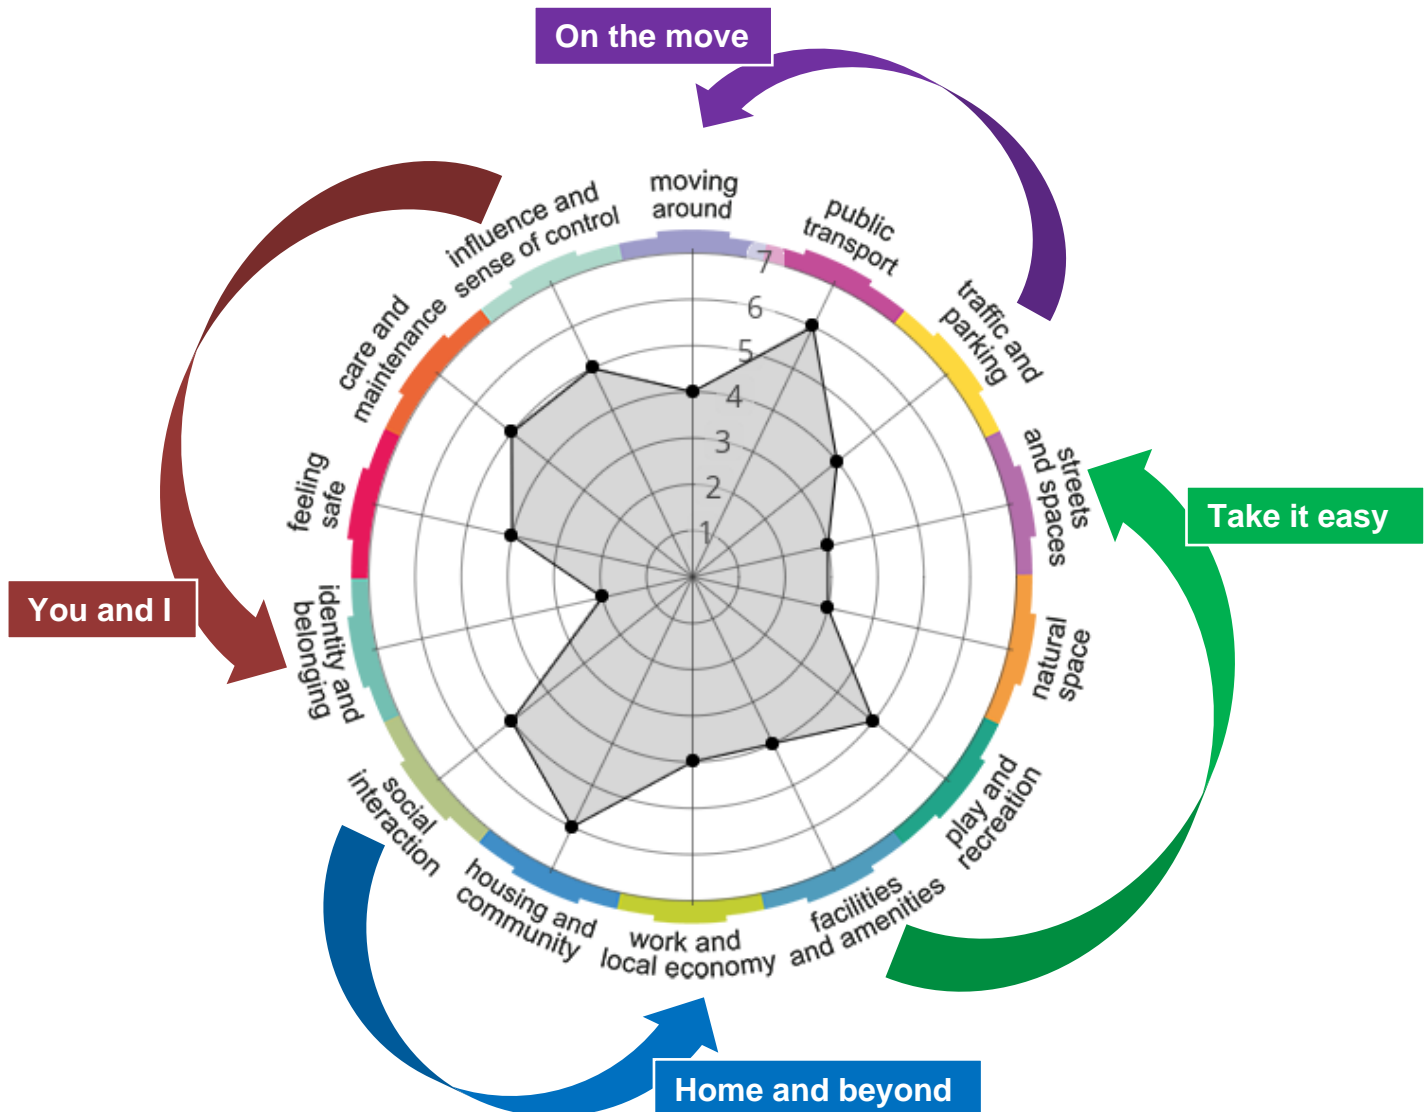 On the move
moving
around
public
transport
traffic and
parking
streets
and spaces
Take it easy
natural
space
play and
recreation
facilities
and amenities
work and
local economy
Home and beyond
housing and
community
social
interaction
identity and
belonging
You and I
feeling
safe
care and
maintenance
influence and
sense of control
7
6
5
4
3
2
1